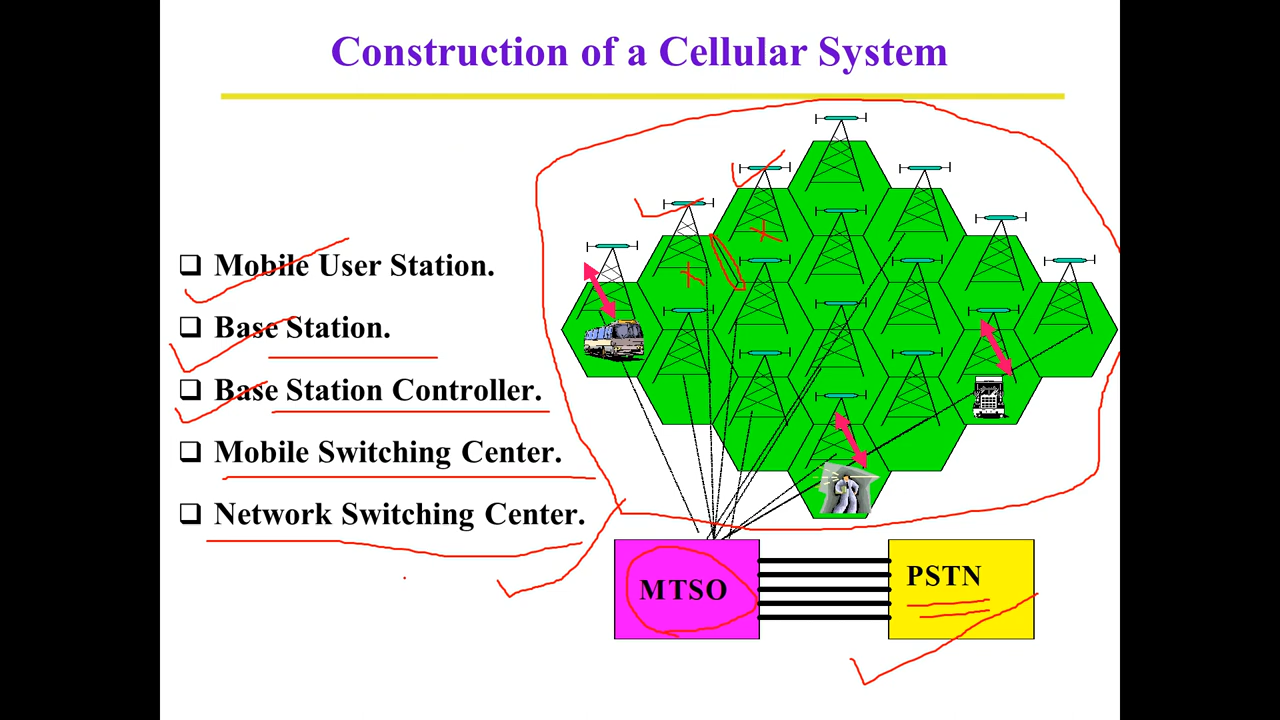 Construction of a Cellular System
❑ Mobile User Station.
❑ Base Station.
❑ Base Station Controller.
❑ Mobile Switching Center.
❑ Network Switching Center.
MTSO
PSTN